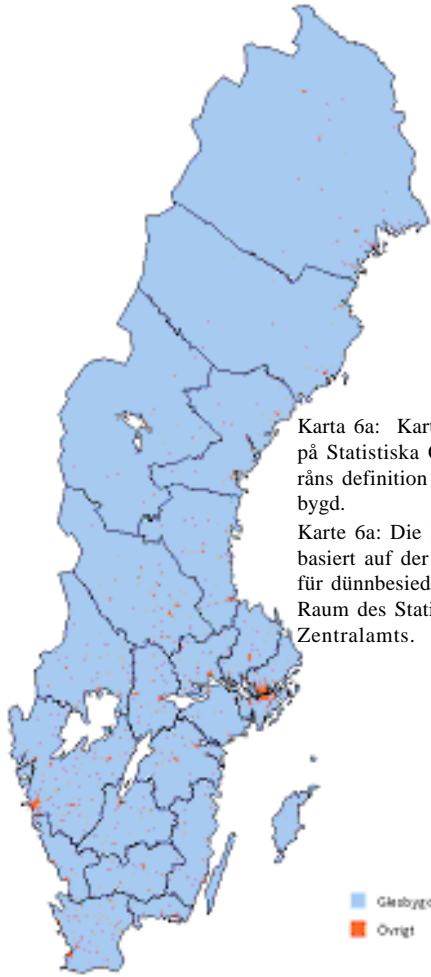 Karta 6a: Kart
på Statistiska C
råns definition
bygd.
Karte 6a: Die
basiert auf der
für dünnbesied
Raum des Stati
Zentralamts.
Glesbygd
Övrigt